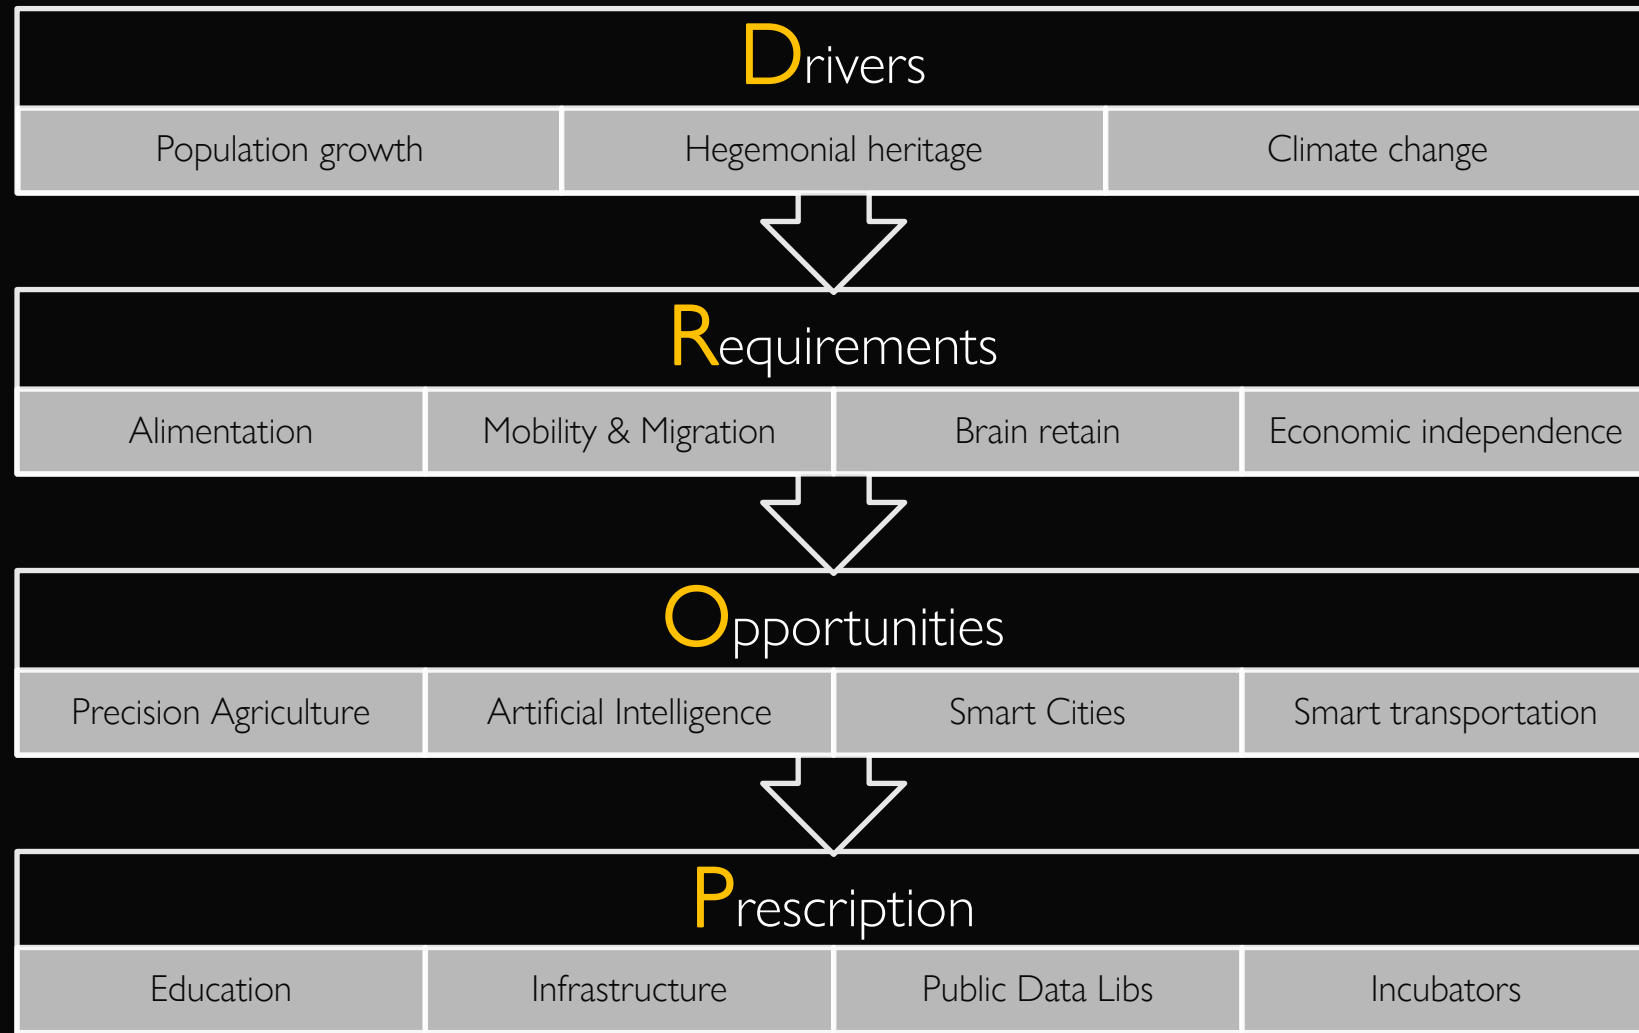 Drivers
Population growth Hegemonial heritage Climate change
Requirements
Alimentation Mobility & Migration Brain retain Economic independence
Opportunities
Precision Agriculture Artificial Intelligence Smart Cities Smart transportation
Prescription
Education Infrastructure Public Data Libs Incubators